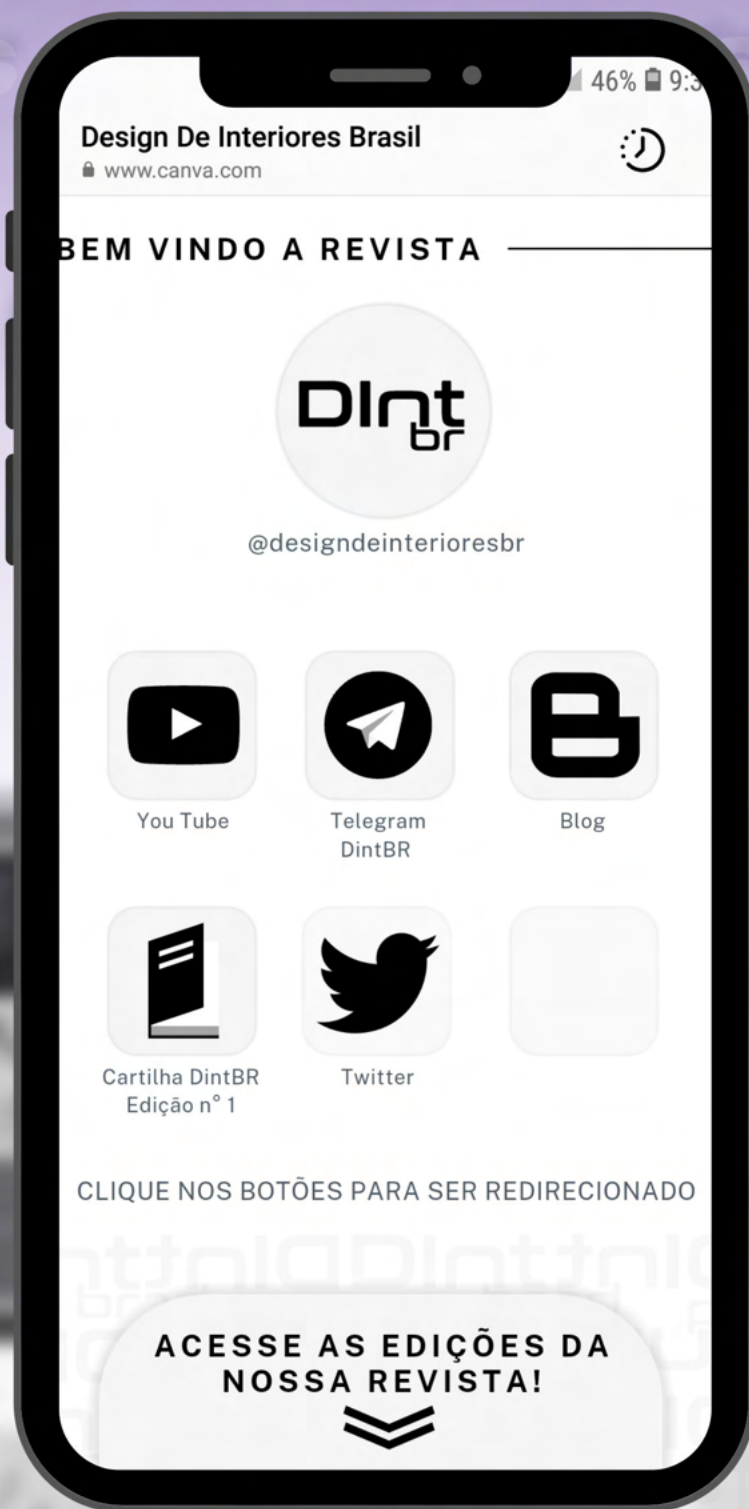 46% 9:3
Design De Interiores Brasil
www.canva.com
BEM VINDO A REVISTA
DInt
br
@designdeinterioresbr
You Tube
Telegram
DintBR
Blog
Cartilha DintBR
Edição n° 1
Twitter
CLIQUE NOS BOTÕES PARA SER REDIRECIONADO
ACESSE AS EDIÇÕES DA
NOSSA REVISTA!